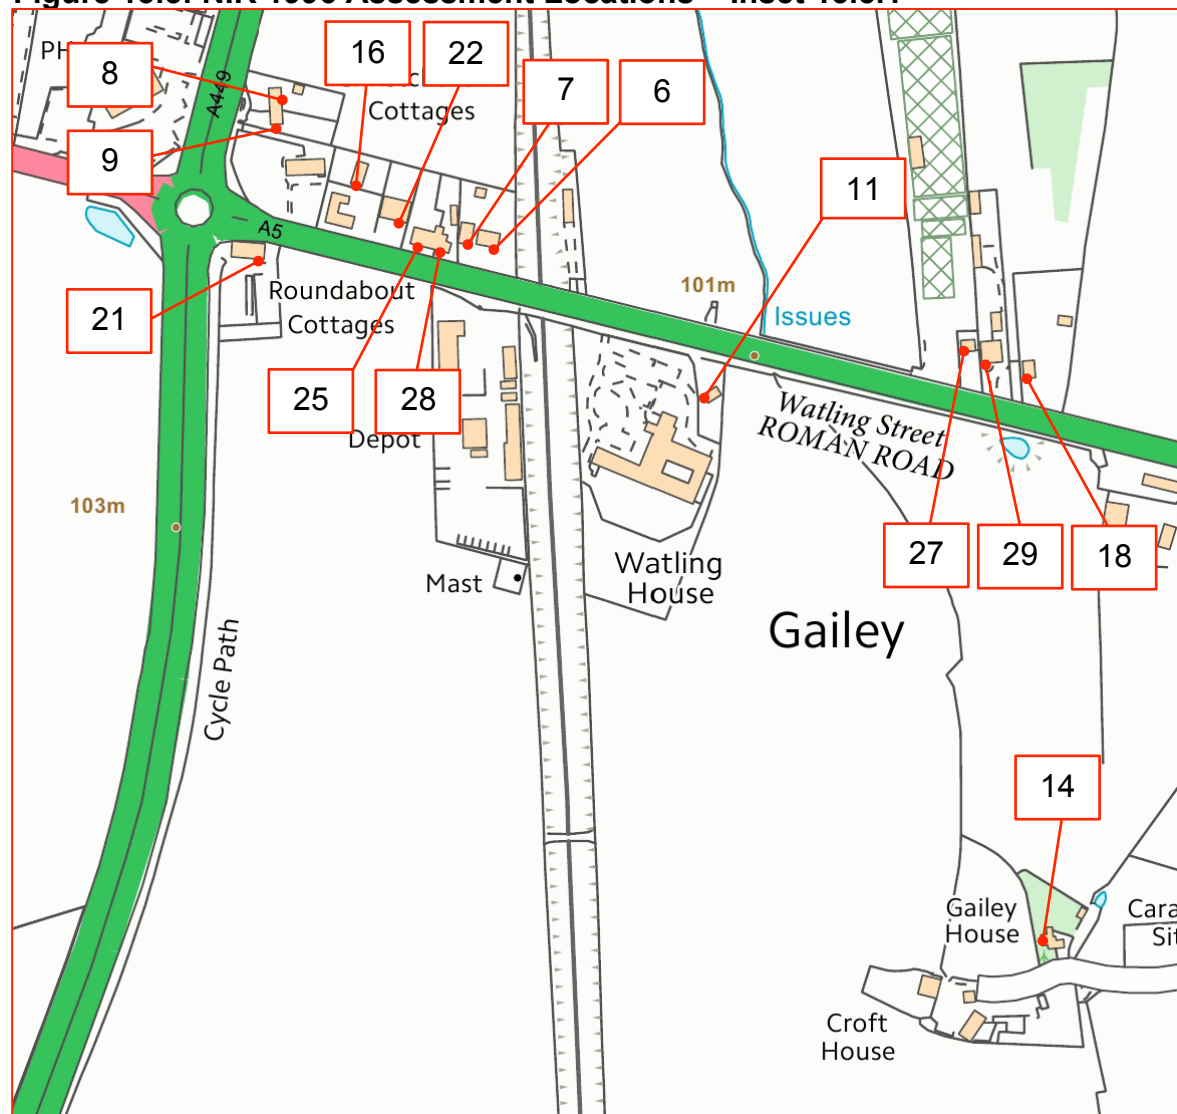 PH
8
16
22
7
6
A449
Cottages
9
11
A5
101m
21
Roundabout
Cottages
Issues
25
28
Depot
Watling Street
ROMAN ROAD
103m
27
29
18
Mast
Watling
House
Gailey
Cycle Path
14
Gailey
House
Cara
Sit
Croft
House